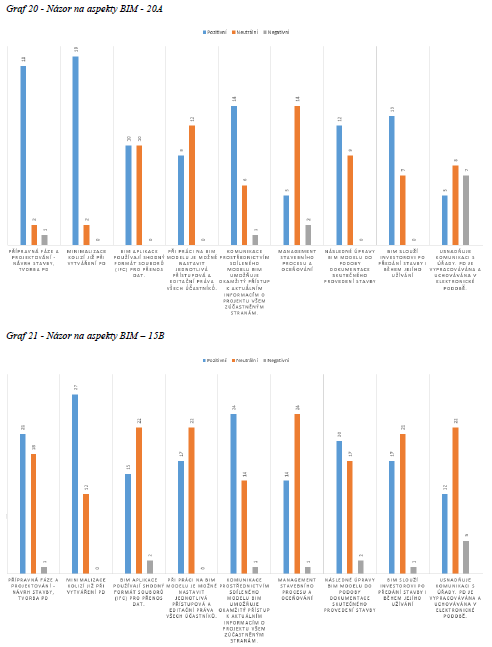 Graf 20 - Názor na aspekty BIM - 20A
Pozitivní Neutrální Negativní
PŘÍPRAVNÁ FÁZE A
PROJEKTOVÁNÍ -
NÁVRH STAVBY,
TVORBA PD
MINIMALIZACE
KOLIZÍ JIŽ PŘI
VYTVÁŘENÍ PD
BIM APLIKACE
POUŽÍVAJÍ SHODNÝ
FORMÁT SOUBORŮ
(IFC) PRO PŘENOS
DAT.
PŘI PRÁCI NA BIM
MODELU JE MOŽNÉ
NASTAVIT
JEDNOTLIVÁ
PŘÍSTUPOVÁ A
EDITAČNÍ PRÁVA
VŠECH ÚČASTNÍKŮ.
KOMUNIKACE
PROSTŘEDNICTVÍM
SDÍLENÉHO
MODELU BIM
UMOŽŇUJE
OKAMŽITÝ PŘÍSTUP
K AKTUÁLNÍM
INFORMACÍM O
PROJEKTU VŠEM
ZÚČASTNĚNÝM
STRANÁM.
MANAGEMENT
STAVEBNÍHO
PROCESU A
OCEŇOVÁNÍ
NÁSLEDNÉ ÚPRAVY
BIM MODELU DO
PODOBY
DOKUMENTACE
SKUTEČNÉHO
PROVEDENÍ STAVBY
BIM SLOUŽÍ
INVESTOROVI PO
PŘEDÁNÍ STAVBY I
BĚHEM JEJÍHO
UŽÍVÁNÍ
USNADŇUJE
KOMUNIKACI S
ÚŘADY. PD JE
VYPRACOVÁVÁNA A
UCHOVÁVÁNA V
ELEKTRONICKÉ
PODOBĚ.
Graf 21 - Názor na aspekty BIM – 15B
Pozitivní Neutrální Negativní
PŘÍPRAVNÁ FÁZE A
PROJEKTOVÁNÍ -
NÁVRH STAVBY,
TVORBA PD
MINIMALIZACE
KOLIZÍ JIŽ PŘI
VYTVÁŘENÍ PD
BIM APLIKACE
POUŽÍVAJÍ SHODNÝ
FORMÁT SOUBORŮ
(IFC) PRO PŘENOS
DAT.
PŘI PRÁCI NA BIM
MODELU JE MOŽNÉ
NASTAVIT
JEDNOTLIVÁ
PŘÍSTUPOVÁ A
EDITAČNÍ PRÁVA
VŠECH ÚČASTNÍKŮ.
KOMUNIKACE
PROSTŘEDNICTVÍM
SDÍLENÉHO
MODELU BIM
UMOŽŇUJE
OKAMŽITÝ PŘÍSTUP
K AKTUÁLNÍM
INFORMACÍM O
PROJEKTU VŠEM
ZÚČASTNĚNÝM
STRANÁM.
MANAGEMENT
STAVEBNÍHO
PROCESU A
OCEŇOVÁNÍ
NÁSLEDNÉ ÚPRAVY
BIM MODELU DO
PODOBY
DOKUMENTACE
SKUTEČNÉHO
PROVEDENÍ STAVBY
BIM SLOUŽÍ
INVESTOROVI PO
PŘEDÁNÍ STAVBY I
BĚHEM JEJÍHO
UŽÍVÁNÍ
USNADŇUJE
KOMUNIKACI S
ÚŘADY. PD JE
VYPRACOVÁVÁNA A
UCHOVÁVÁNA V
ELEKTRONICKÉ
PODOBĚ.